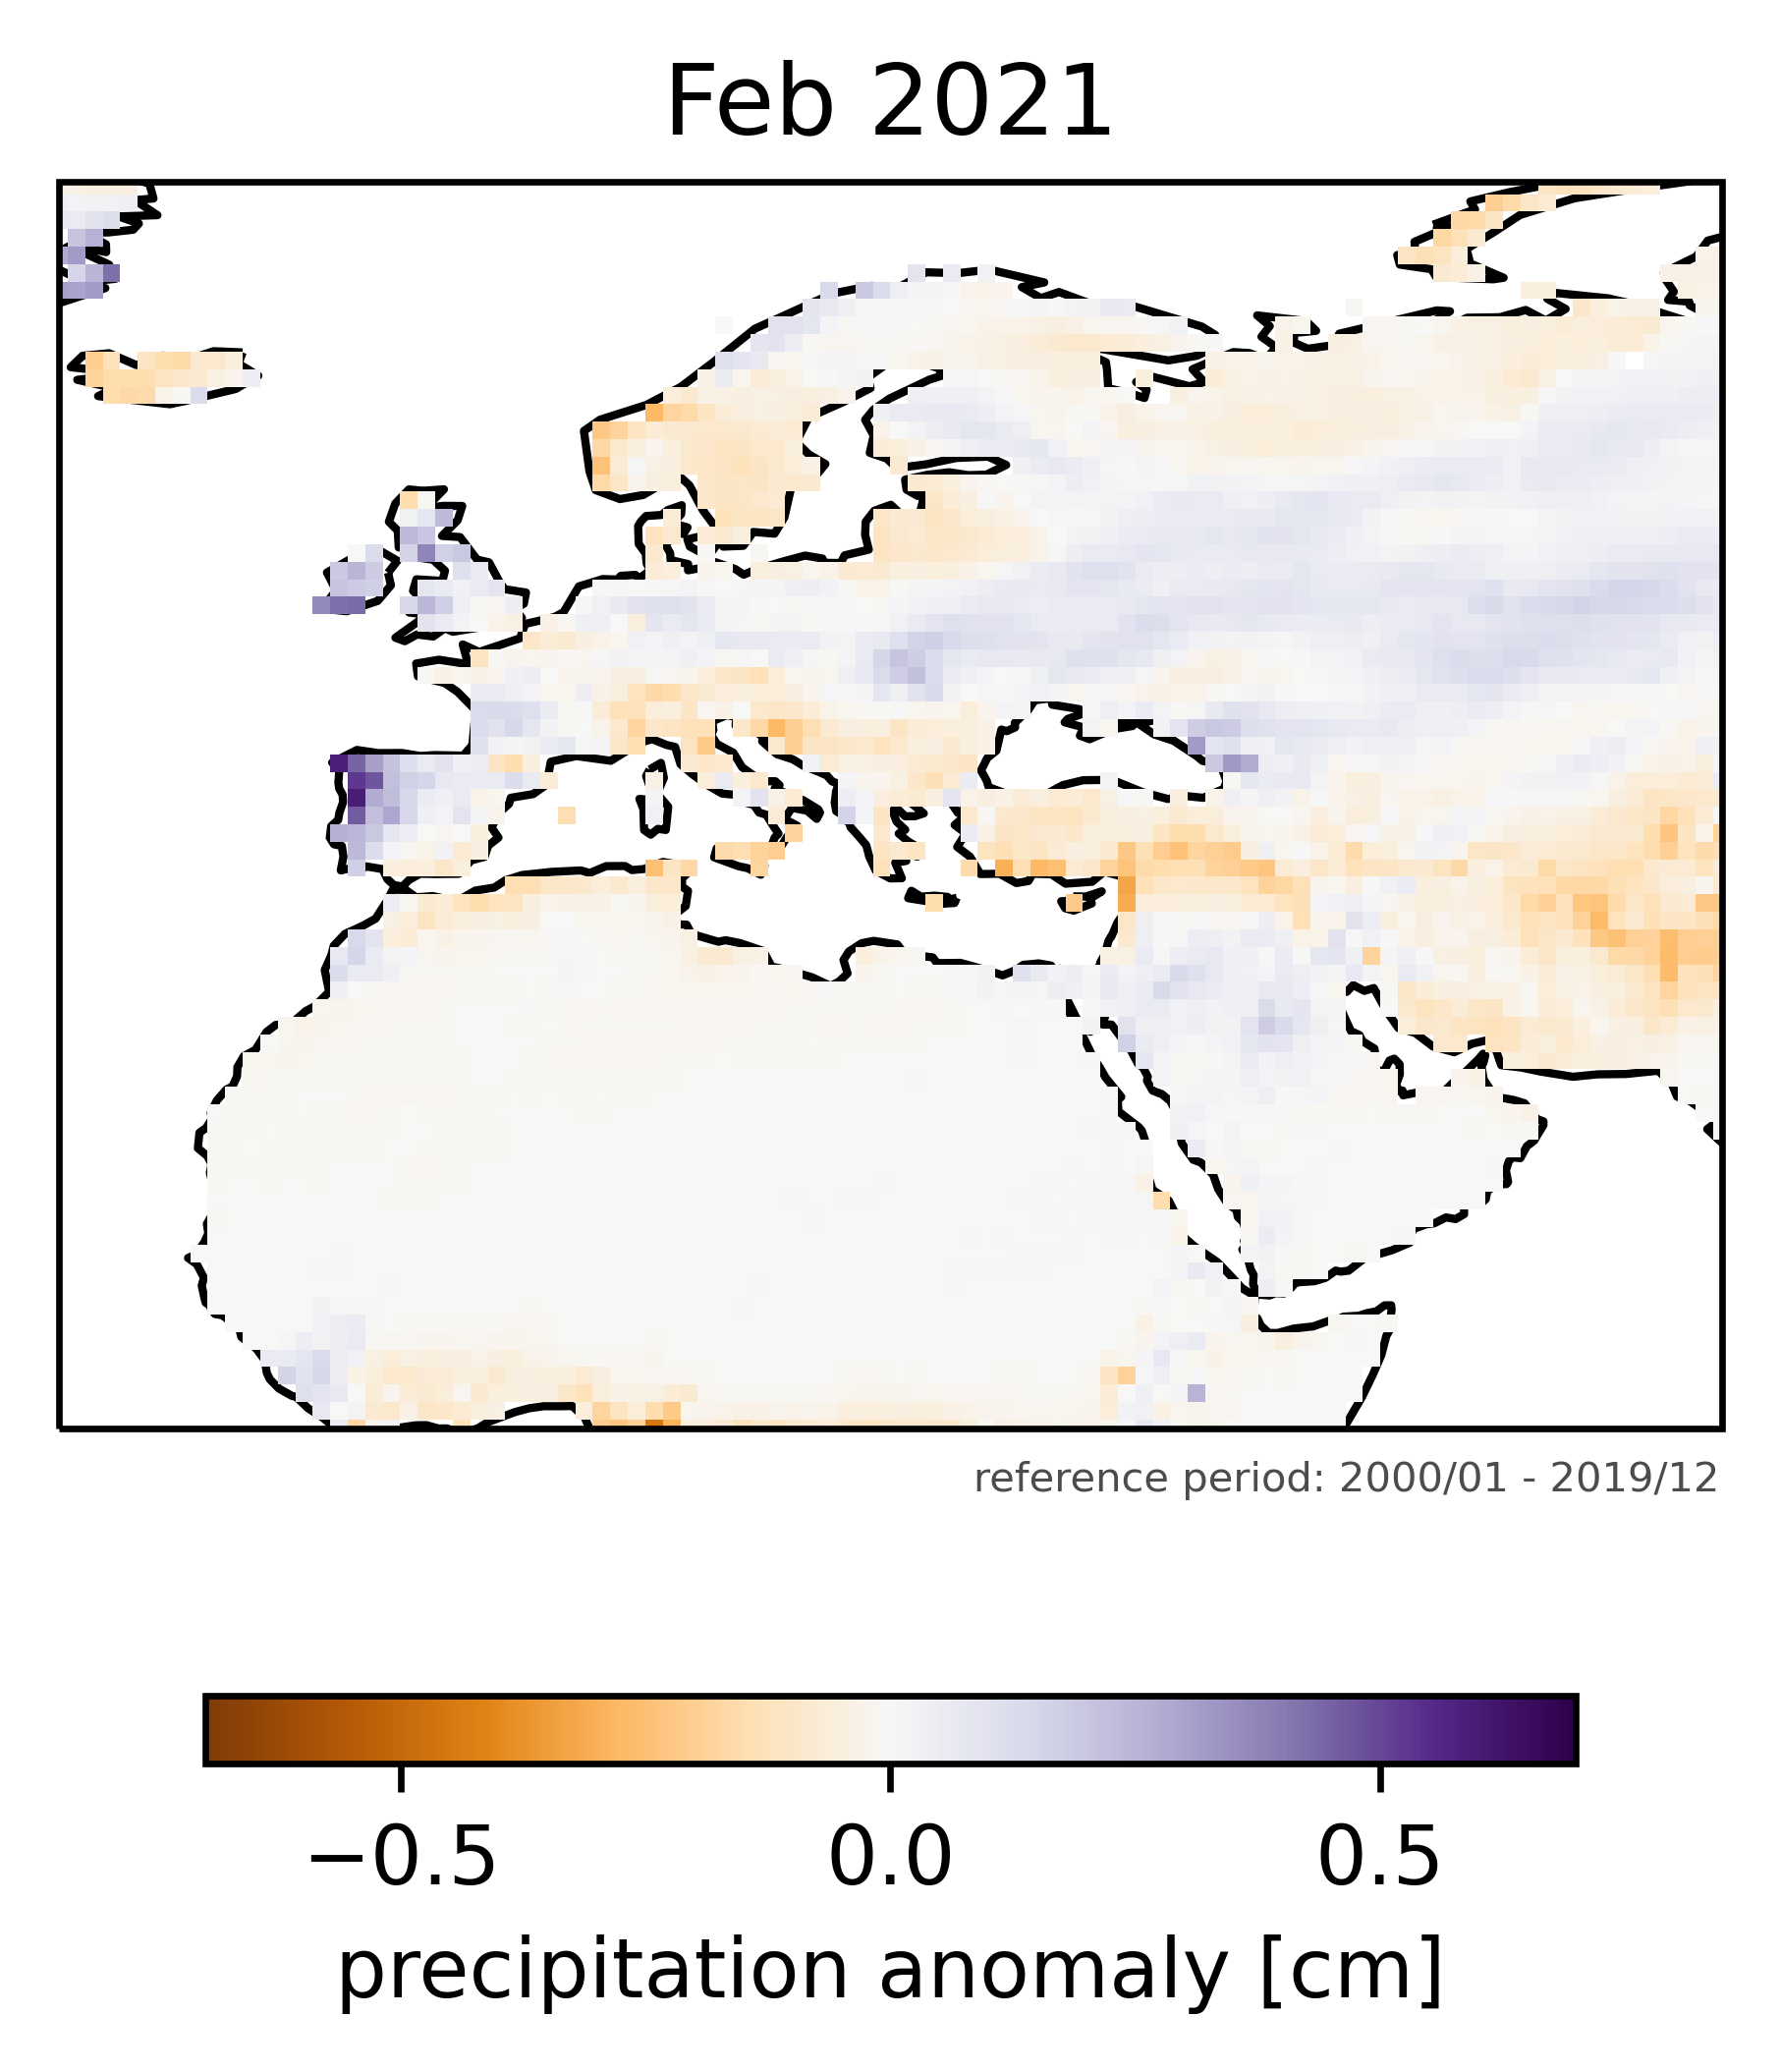 Feb 2021
reference period: 2000/01 - 2019/12
−0.5
0.0
0.5
precipitation anomaly [cm]